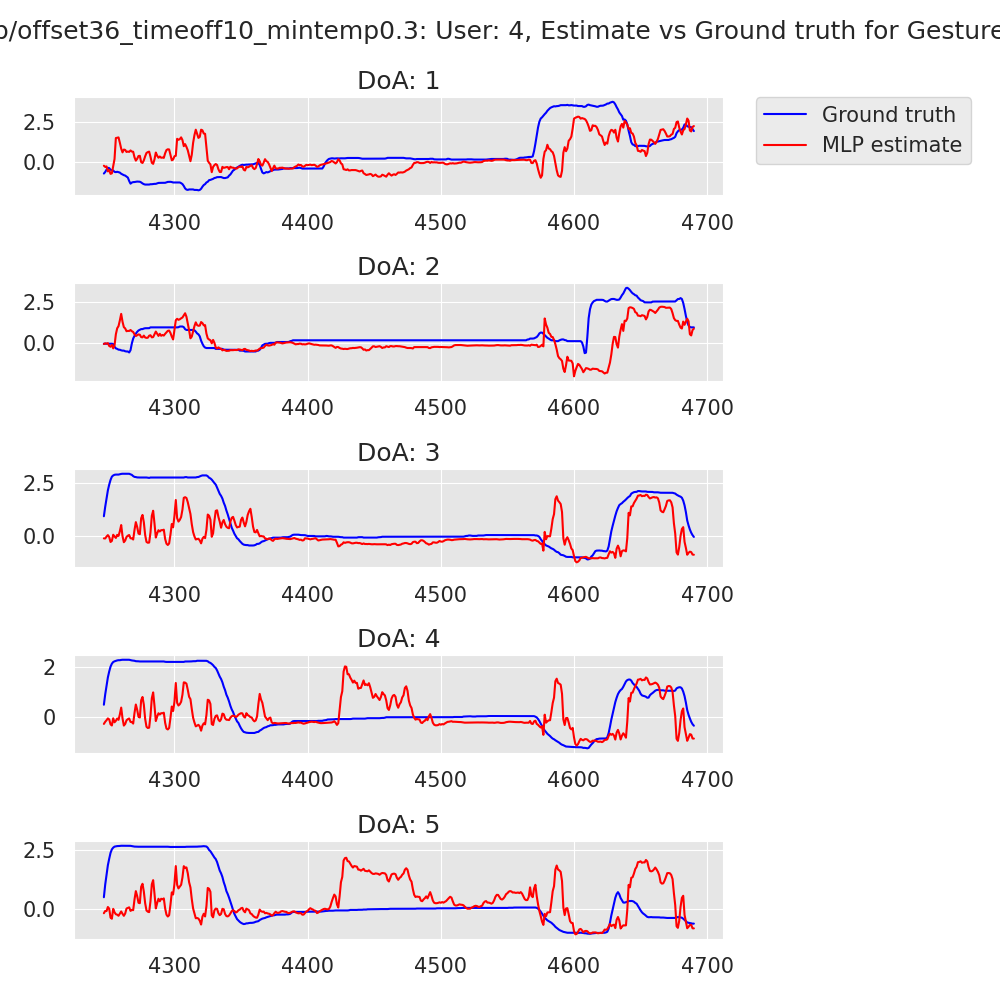 p/offset36_timeoff10_mintemp0.3: User: 4, Estimate vs Ground truth for Gesture
DoA: 1
2.5
0.0
4300 4400 4500 4600 4700
Ground truth
MLP estimate
DoA: 2
2.5
0.0
4300 4400 4500 4600 4700
DoA: 3
2.5
0.0
4300 4400 4500 4600 4700
DoA: 4
2
0
4300 4400 4500 4600 4700
DoA: 5
2.5
0.0
4300 4400 4500 4600 4700